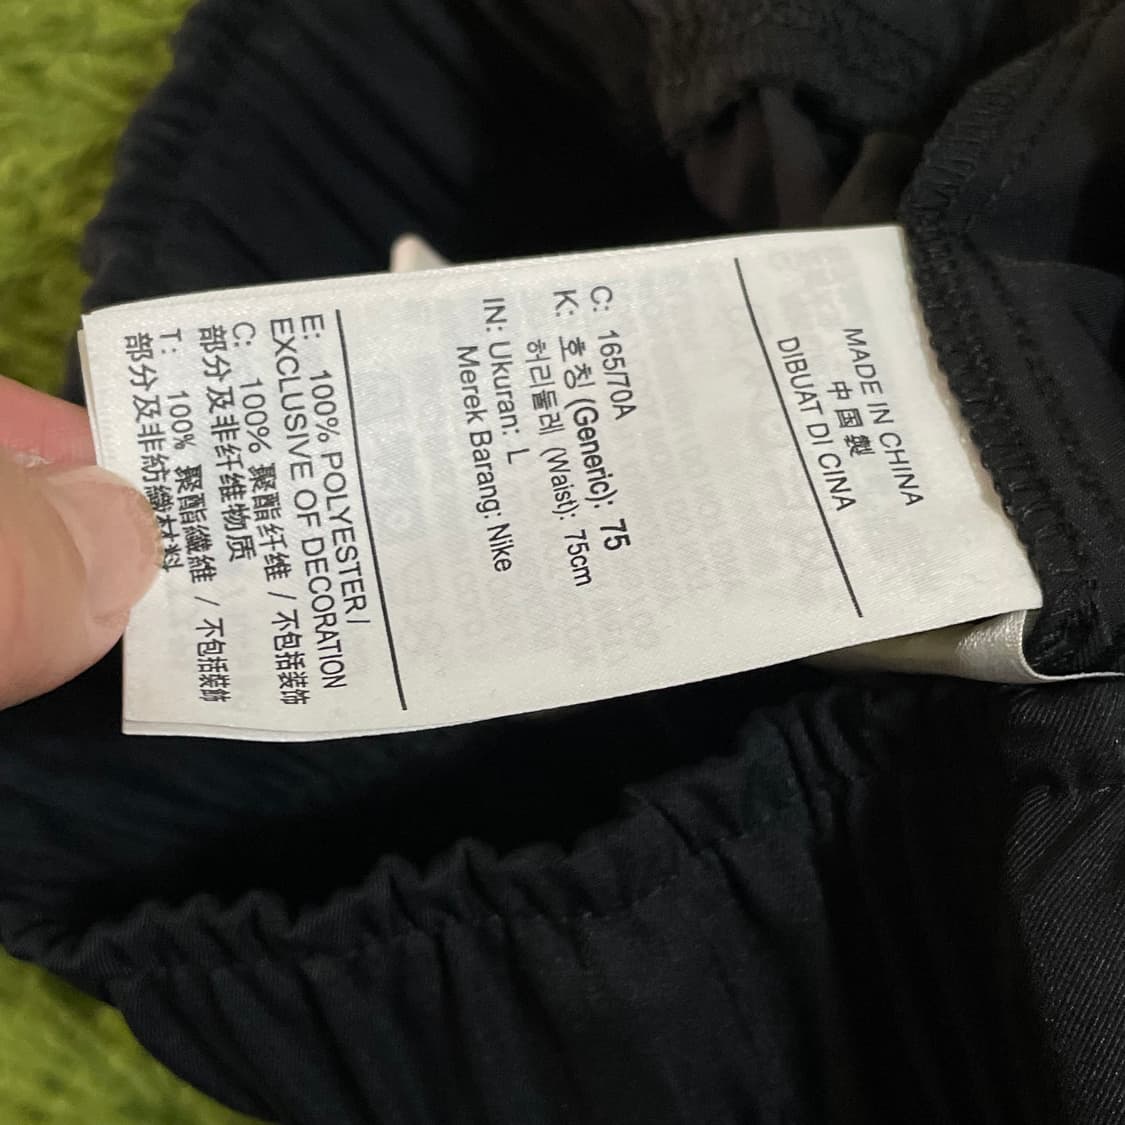 MADE IN CHINA
中国製
DIBUAT DI CINA
C: 165/70A
K: 호칭 (Generic): 75
허리둘레 (Waist): 75cm
IN: Ukuran: L
Merek Barang: Nike
E: 100% POLYESTER/
EXCLUSIVE OF DECORATION
C: 100% 聚酯纤维 / 不包括装饰
部分及非纤维物质
T: 100% 聚酯纖維 / 不包括裝飾
部分及非紡織材料